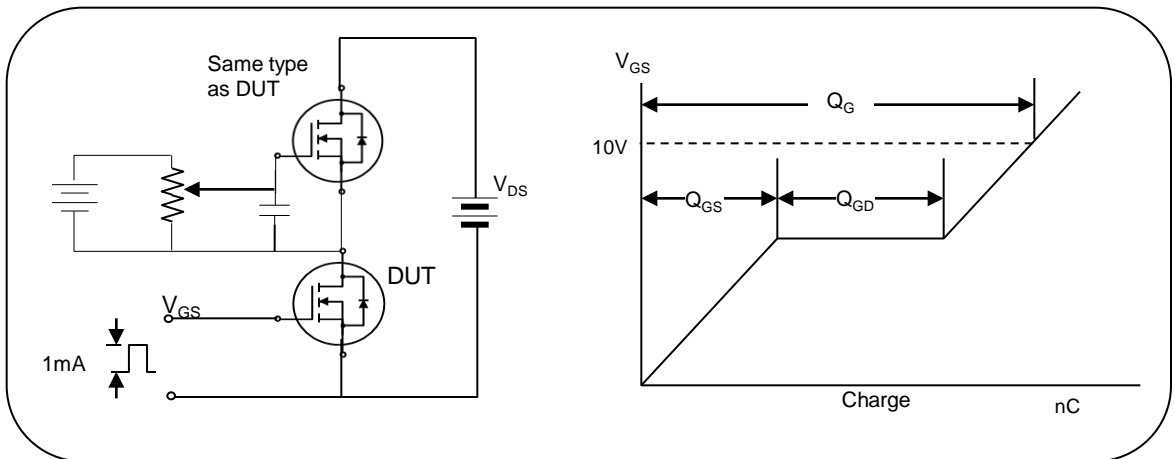 Same type
as DUT
V_DS
DUT
V_GS
1mA
V_GS
Q_G
10V
Q_GS
Q_GD
Charge
nC